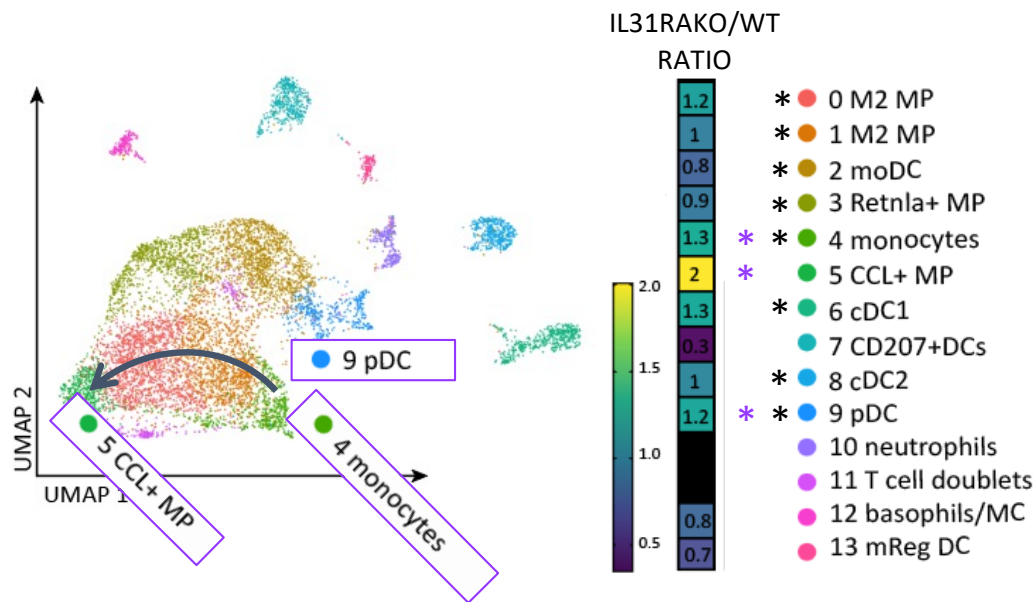 IL31RAKO/WT
RATIO
1.2
1
0.8
0.9
1.3
2
1.3
0.3
1
1.2
0.8
0.7
* 0 M2 MP
* 1 M2 MP
* 2 moDC
* 3 Retnla+ MP
* * 4 monocytes
* 5 CCL+ MP
* 6 cDC1
7 CD207+DCs
* 8 cDC2
* * 9 pDC
10 neutrophils
11 T cell doublets
12 basophils/MC
13 mReg DC
2.0
1.5
1.0
0.5
9 pDC
5 CCL+ MP
4 monocytes
UMAP 2
UMAP 1